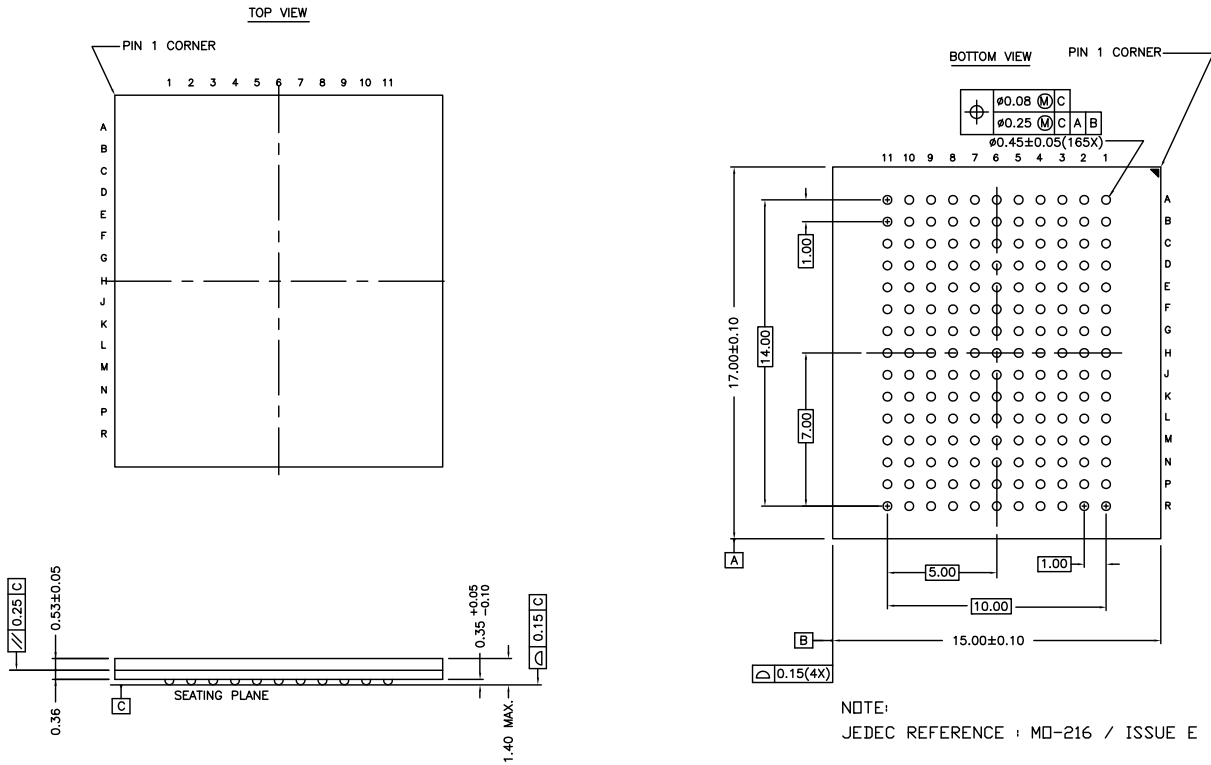 TOP VIEW
PIN 1 CORNER
1 2 3 4 5 6 7 8 9 10 11
A
B
C
D
E
F
G
H
J
K
L
M
N
P
R
BOTTOM VIEW
PIN 1 CORNER
ø0.08 Ⓜ C
ø0.25 Ⓜ C A B
ø0.45±0.05(165X)
11 10 9 8 7 6 5 4 3 2 1
A
B
C
D
E
F
G
H
J
K
L
M
N
P
R
1.00
14.00
17.00±0.10
7.00
A
5.00
1.00
10.00
B
15.00±0.10
0.15(4X)
0.25 C
0.53±0.05
0.36
C
SEATING PLANE
0.35 +0.05 -0.10
0.15 C
1.40 MAX.
NOTE:
JEDEC REFERENCE : MO-216 / ISSUE E